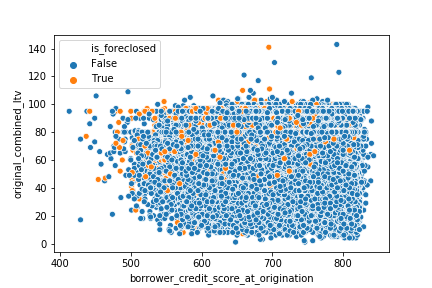 is_foreclosed
False
True
140
120
100
80
60
40
20
0
original_combined_ltv
400 500 600 700 800
borrower_credit_score_at_origination